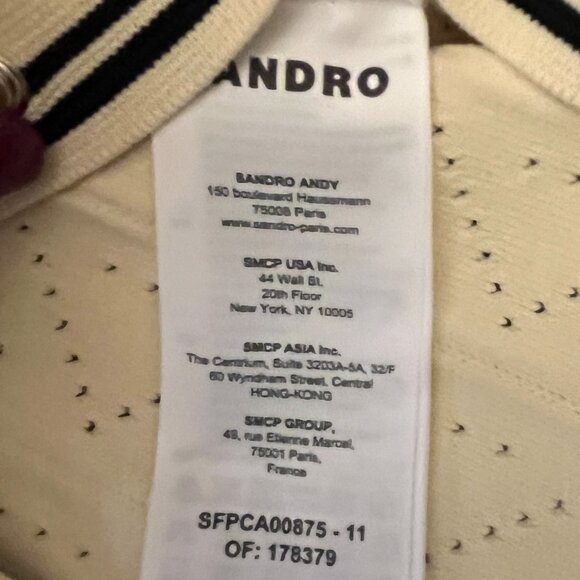 ANDRO
SANDRO ANDY
150 boulevard Haussmann
75008 Paris
www.sandro-paris.com
SMCP USA Inc.
44 Wall St.
20th Floor
New York, NY 10005
SMCP ASIA Inc.
The Centrium, Suite 3203A-5A, 32/F
60 Wyndham Street, Central
HONG-KONG
SMCP GROUP,
49, rue Etienne Marcel,
75001 Paris,
France
SFPCA00875 - 11
OF: 178379